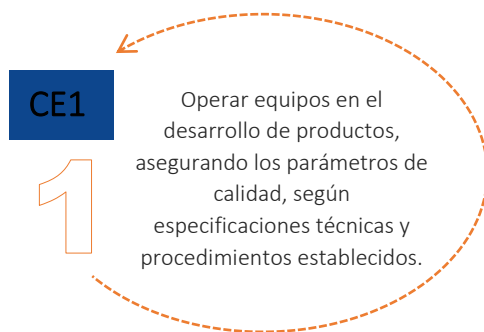 CE1
1
Operar equipos en el
desarrollo de productos,
asegurando los parámetros de
calidad, según
especificaciones técnicas y
procedimientos establecidos.